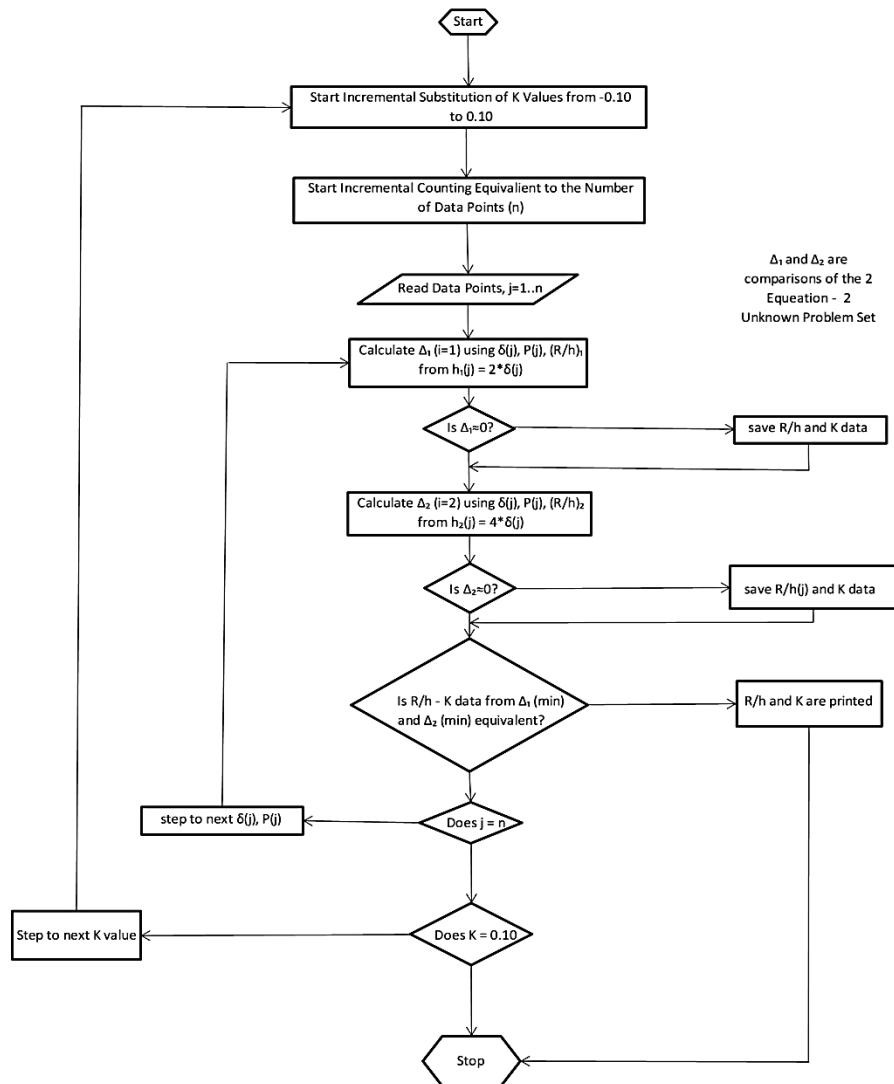 Start
Start Incremental Substitution of K Values from -0.10
to 0.10
Start Incremental Counting Equivalient to the Number
of Data Points (n)
Δ₁ and Δ₂ are
comparisons of the 2
Equeation - 2
Unknown Problem Set
Read Data Points, j=1..n
Calculate Δ₁ (i=1) using δ(j), P(j), (R/h)₁
from h₁(j) = 2*δ(j)
Is Δ₁≈0?
save R/h and K data
Calculate Δ₂ (i=2) using δ(j), P(j), (R/h)₂
from h₂(j) = 4*δ(j)
Is Δ₂≈0?
save R/h(j) and K data
Is R/h - K data from Δ₁ (min)
and Δ₂ (min) equivalent?
R/h and K are printed
step to next δ(j), P(j)
Does j = n
Step to next K value
Does K = 0.10
Stop